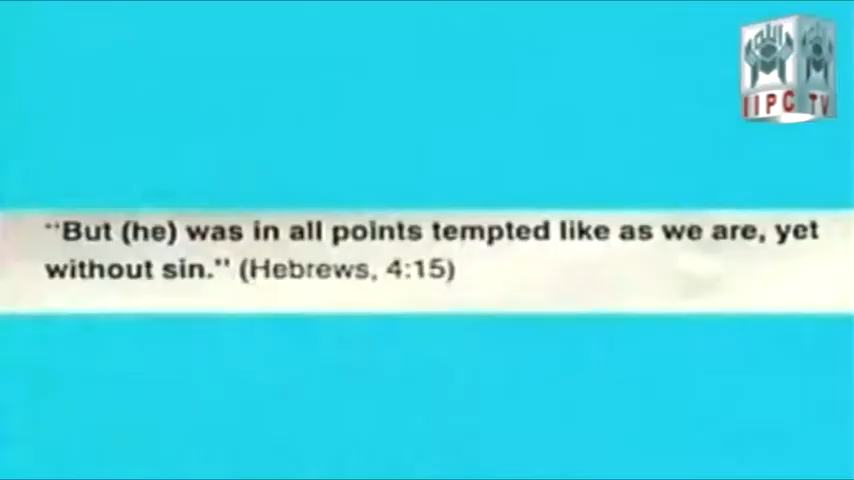 IIPC TV
"But (he) was in all points tempted like as we are, yet
without sin." (Hebrews, 4:15)